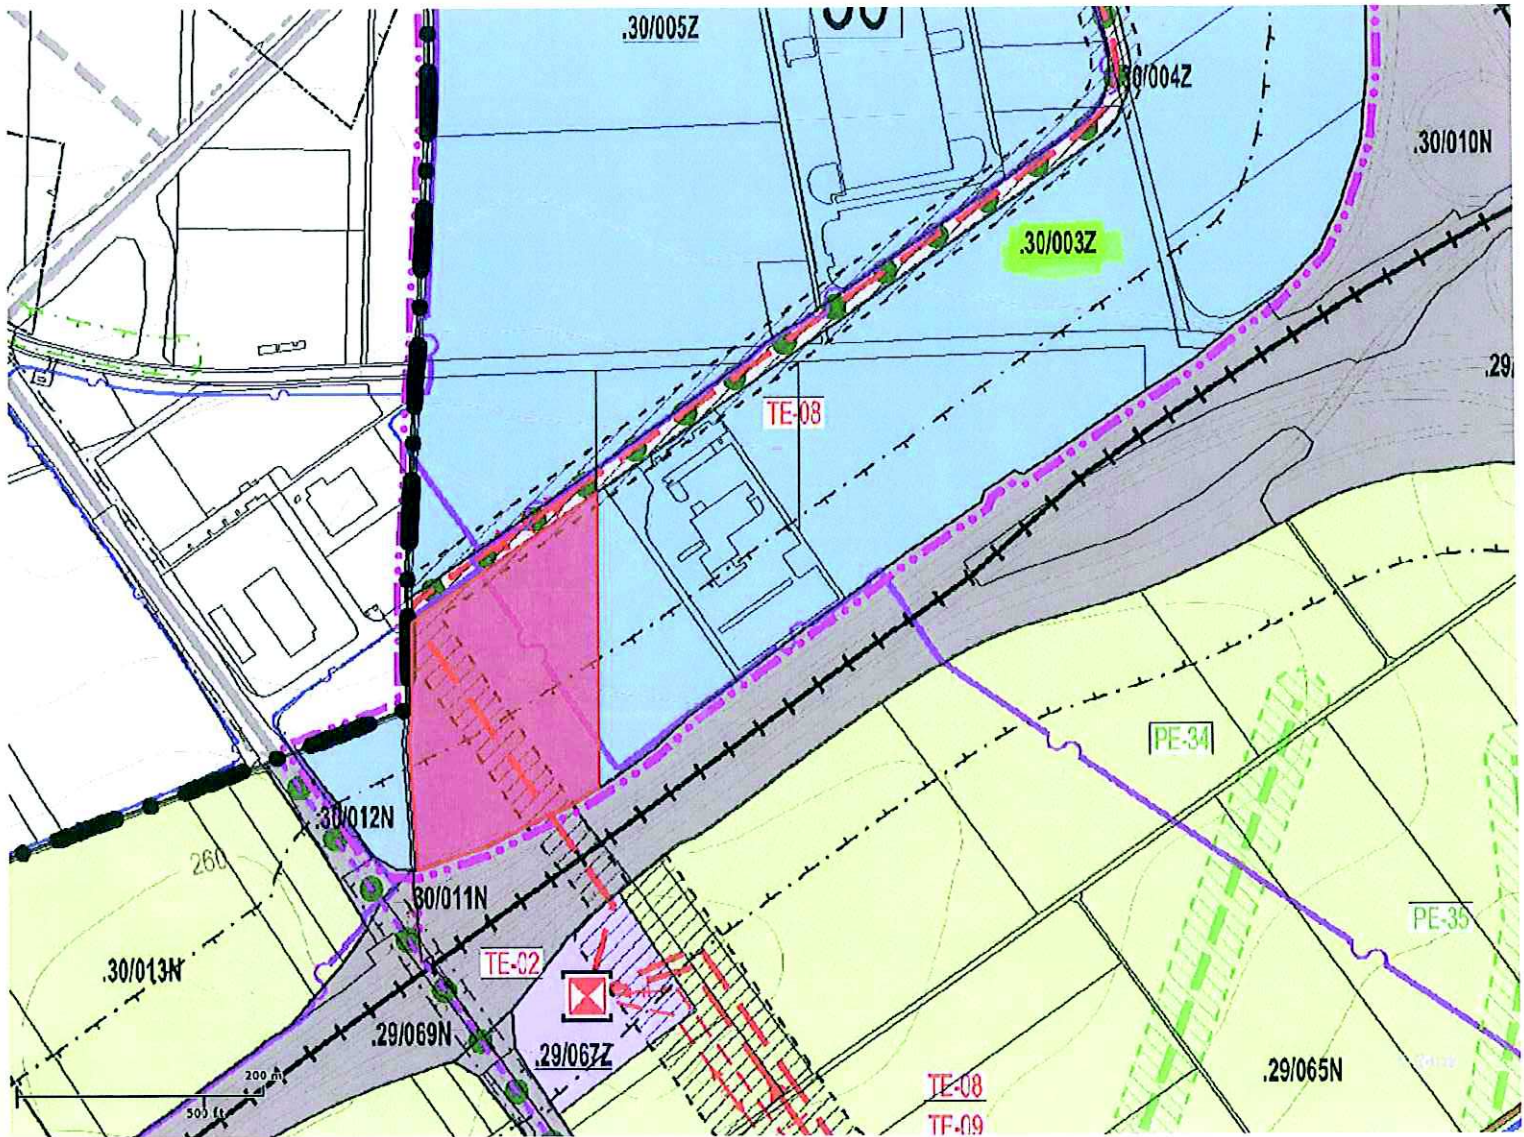 .30/005Z
30
.30/004Z
.30/010N
.30/003Z
.29/
TE-08
PE-34
.30/012N
260
.30/011N
PE-35
TE-02
.30/013N
.29/069N
.29/067Z
.29/065N
200 m
500 ft
TE-08
TE-09